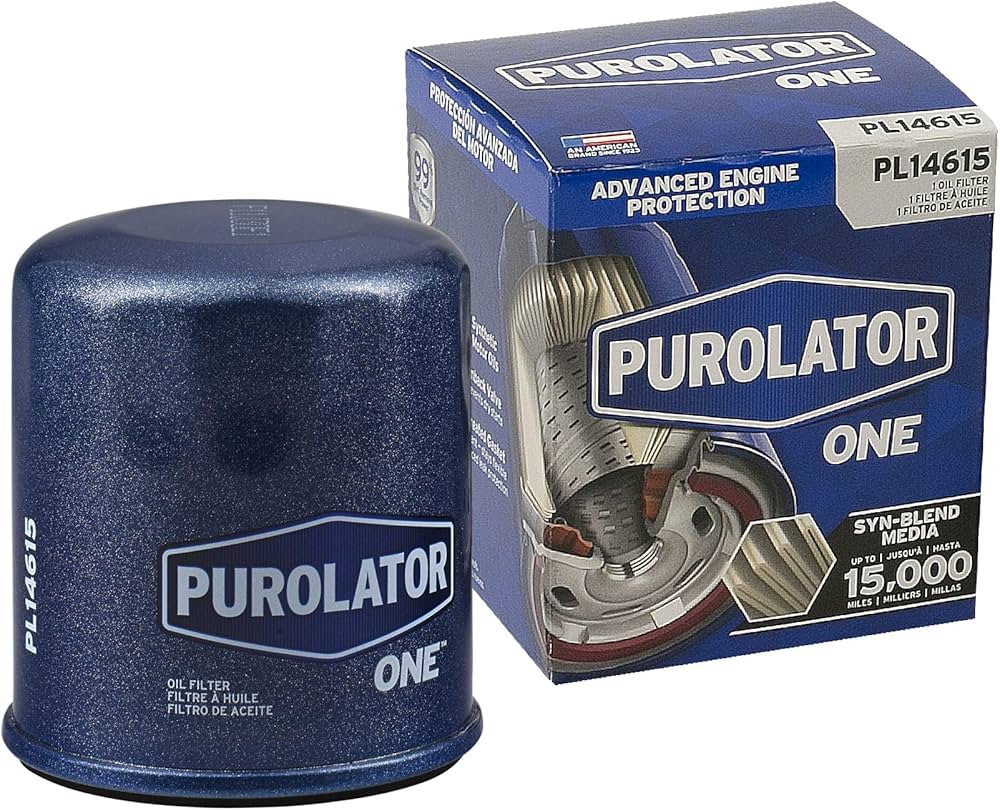 PUROLATOR
ONE
PL14615
PL14615
1 OIL FILTER
1 FILTRE À HUILE
1 FILTRO DE ACEITE
PROTECCIÓN AVANZADA
DEL MOTOR
99
AN AMERICAN
BRAND SINCE 1923
ADVANCED ENGINE
PROTECTION
PUROLATOR
ONE
Synthetic
Motor Oils
Valve
Gasket
SYN-BLEND
MEDIA
UP TO | JUSQU'À | HASTA
15,000
MILES | MILLIERS | MILLAS
PL14615
PUROLATOR
ONE™
OIL FILTER
FILTRE À HUILE
FILTRO DE ACEITE